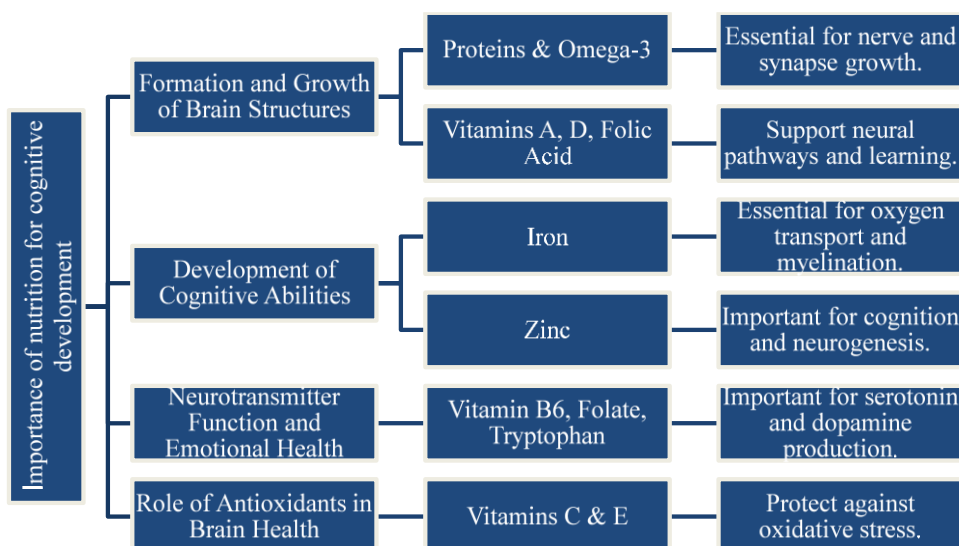 Importance of nutrition for cognitive
development
Formation and Growth
of Brain Structures
Proteins & Omega-3
Essential for nerve and
synapse growth.
Vitamins A, D, Folic
Acid
Support neural
pathways and learning.
Development of
Cognitive Abilities
Iron
Essential for oxygen
transport and
myelination.
Zinc
Important for cognition
and neurogenesis.
Neurotransmitter
Function and
Emotional Health
Vitamin B6, Folate,
Tryptophan
Important for serotonin
and dopamine
production.
Role of Antioxidants in
Brain Health
Vitamins C & E
Protect against
oxidative stress.